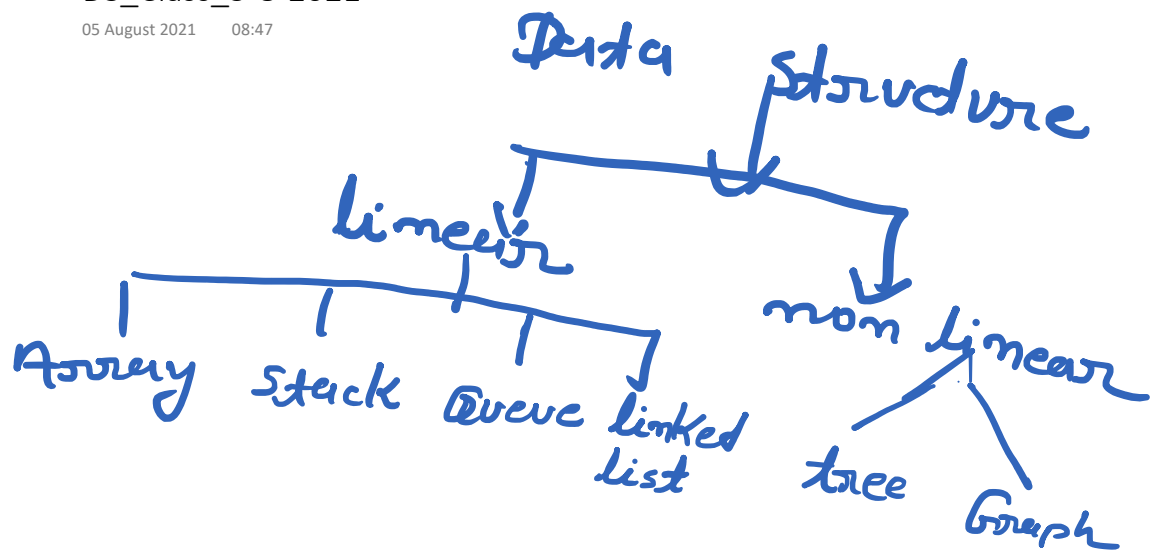 05 August 2021 08:47
Data Structure
linear
non linear
Array Stack Queue linked list
tree Graph